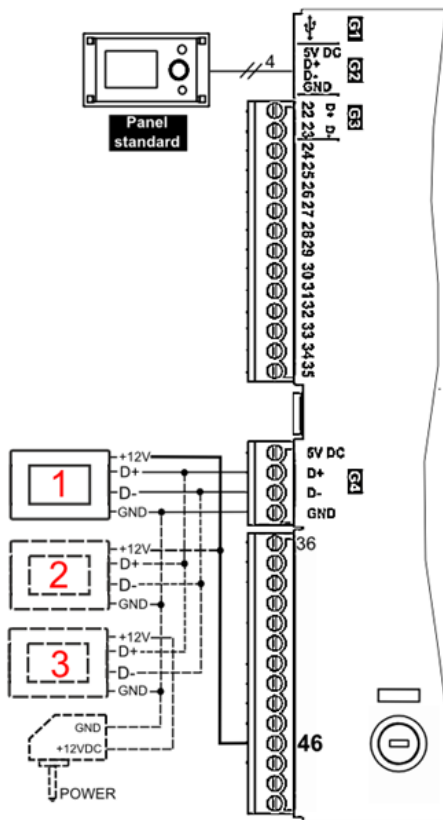 G1
5V DC
D+
D-
GND
G2
4
Panel
standard
22 D+
23 D-
G3
24
25
26
27
28
29
30
31
32
33
34
35
+12V
D+
D-
GND
1
5V DC
D+
D-
GND
G4
+12V
D+
D-
GND
2
36
+12V
D+
D-
GND
3
GND
+12VDC
POWER
46